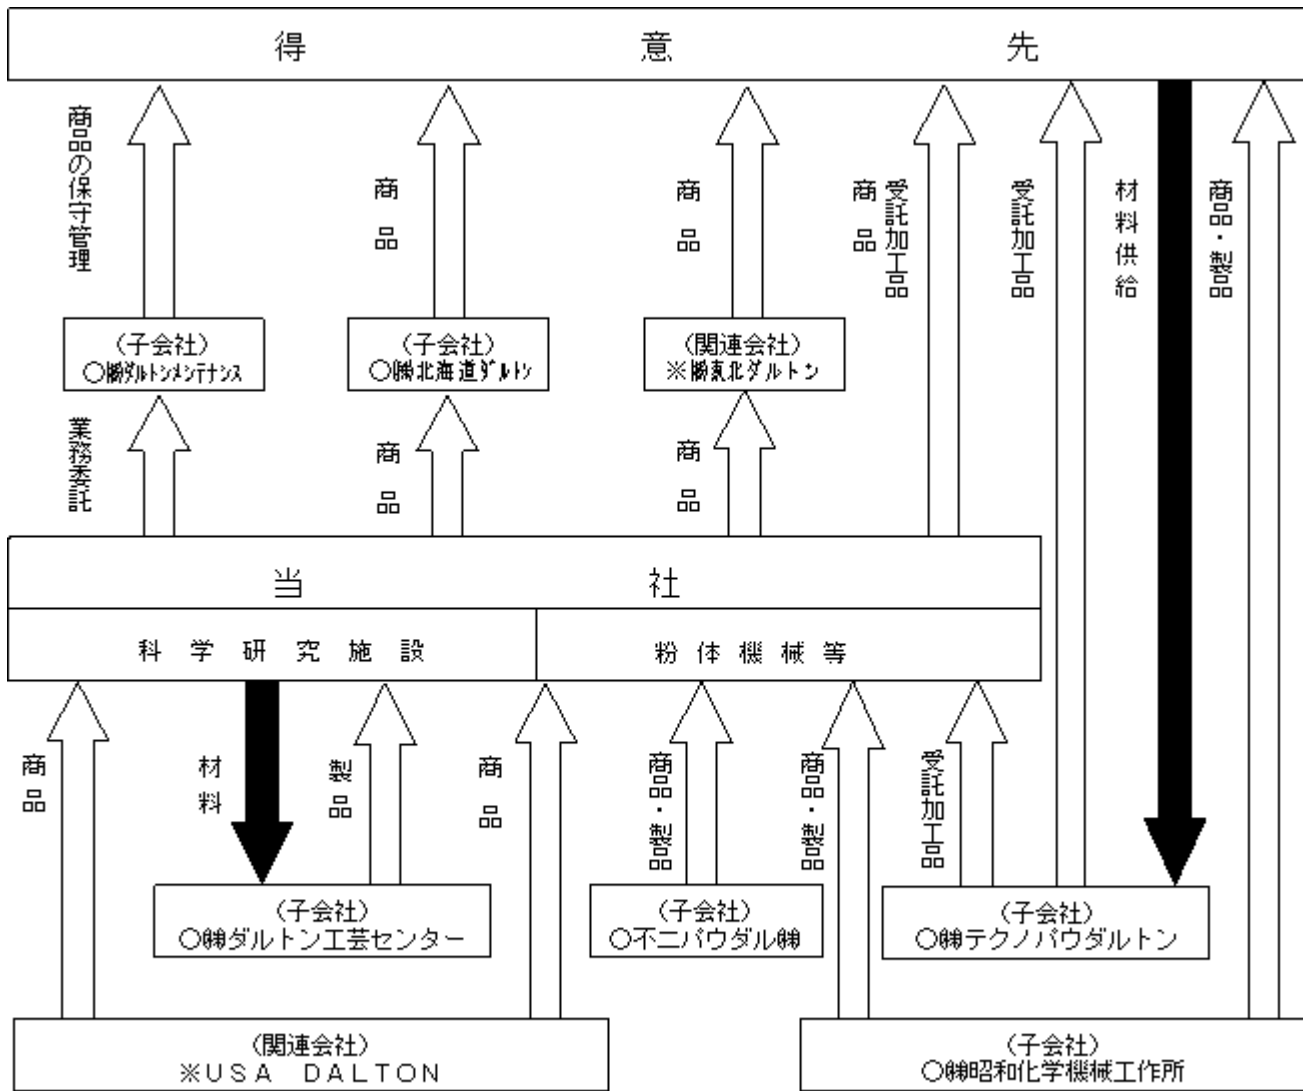 得意先
商品の保守管理
商品
商品
商品
受託加工品
受託加工品
材料供給
商品・製品
(子会社)
○㈱ダルトンメンテナンス
(子会社)
○㈱北海道ダルトン
(関連会社)
※㈱東北ダルトン
業務委託
商品
商品
当社
科学研究施設
粉体機械等
商品
材料
製品
商品
商品・製品
商品・製品
受託加工品
(子会社)
○㈱ダルトン工芸センター
(子会社)
○不二パウダル㈱
(子会社)
○㈱テクノパウダルトン
(関連会社)
※USA DALTON
(子会社)
○㈱昭和化学機械工作所